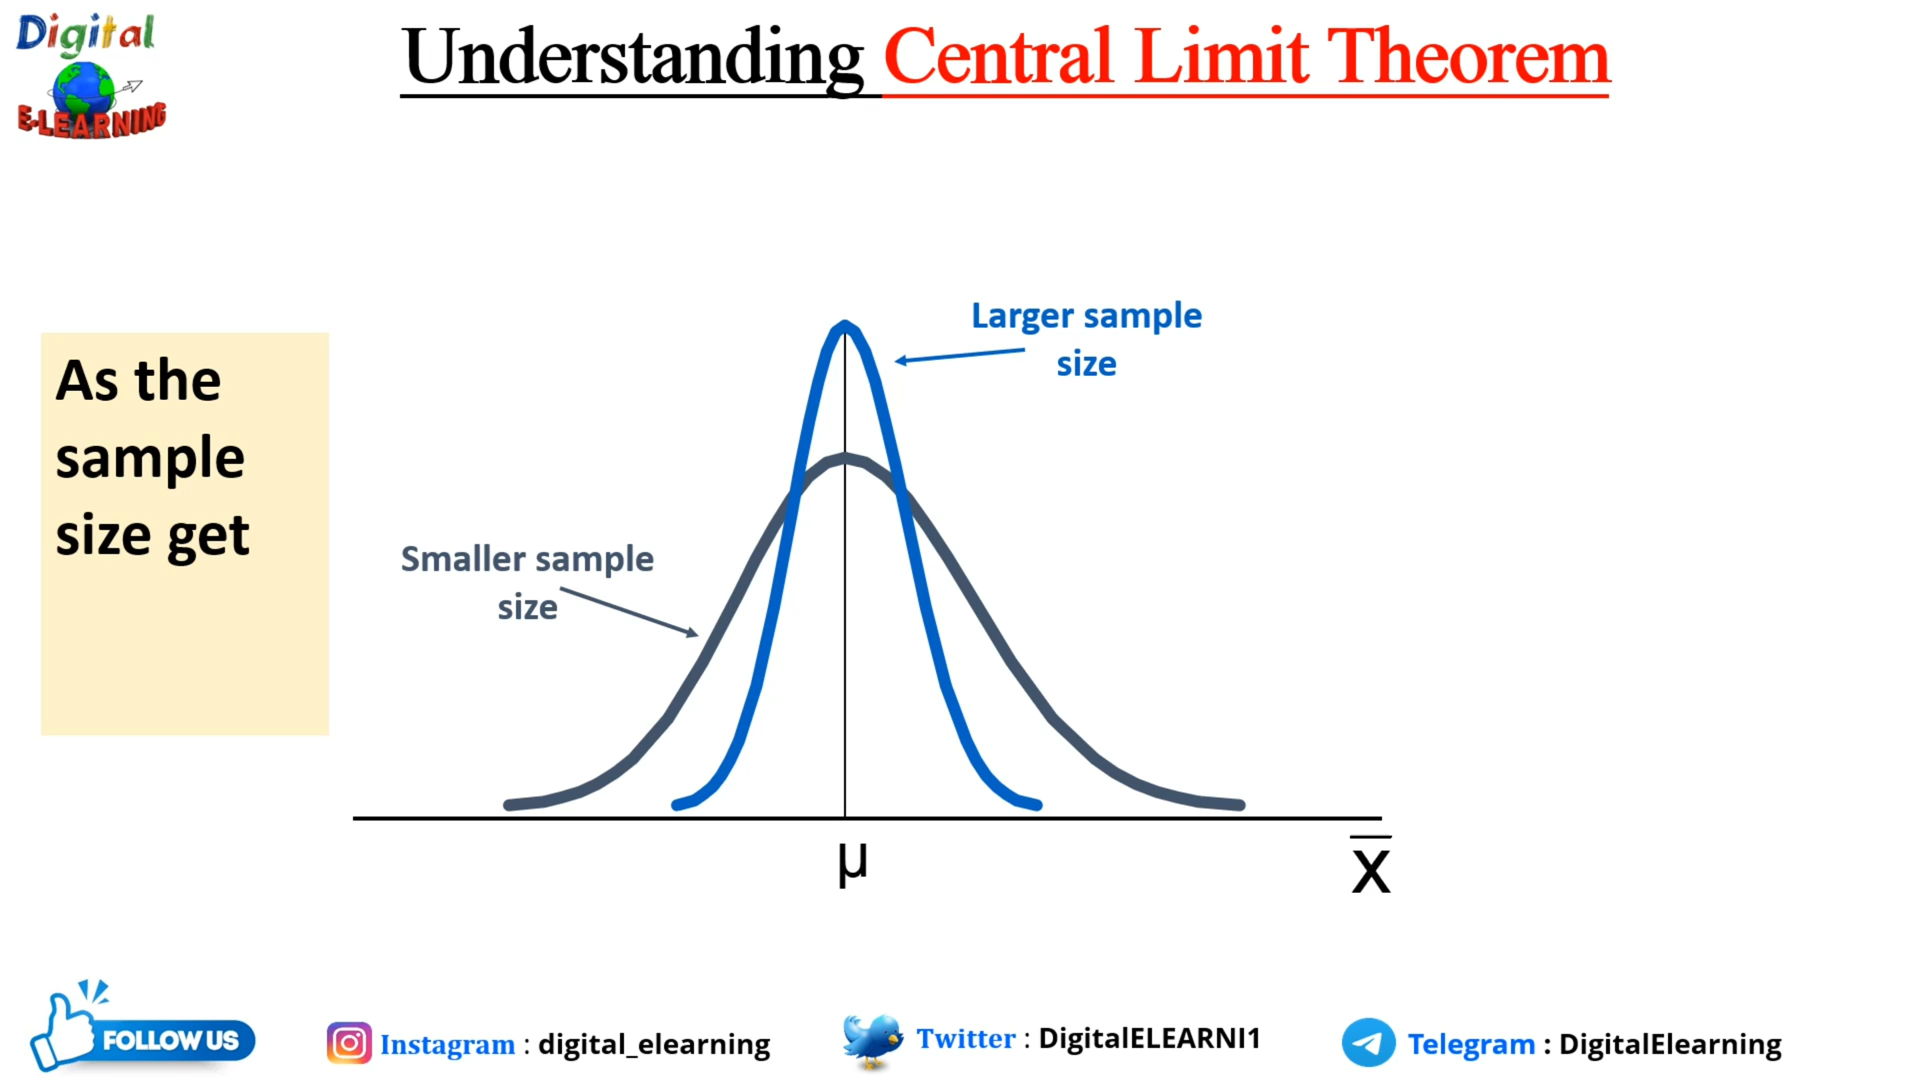 Digital
E-LEARNING
Understanding Central Limit Theorem
As the
sample
size get
Larger sample
size
Smaller sample
size
μ
x̅
FOLLOW US
Instagram : digital_elearning
Twitter : DigitalELEARNI1
Telegram : DigitalElearning